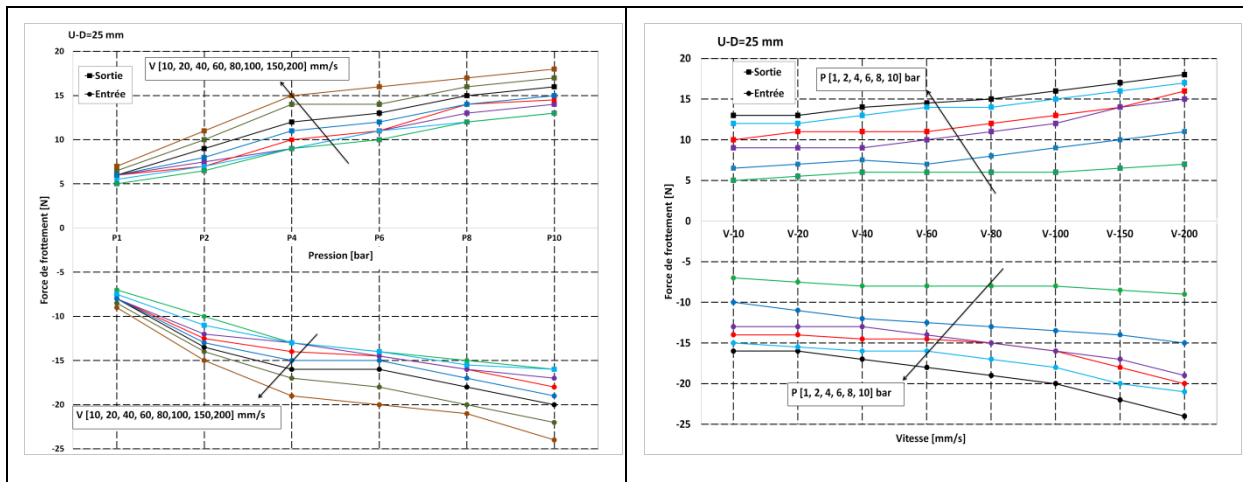 U-D=25 mm
20
15
10
5
0
-5
-10
-15
-20
-25
Force de frottement [N]
Sortie
Entrée
V [10, 20, 40, 60, 80,100, 150,200] mm/s
P1 P2 P4 P6 P8 P10
Pression [bar]
V [10, 20, 40, 60, 80,100, 150,200] mm/s
U-D=25 mm
20
15
10
5
0
-5
-10
-15
-20
-25
Force de frottement [N]
Sortie
Entrée
P [1, 2, 4, 6, 8, 10] bar
V-10 V-20 V-40 V-60 V-80 V-100 V-150 V-200
P [1, 2, 4, 6, 8, 10] bar
Vitesse [mm/s]